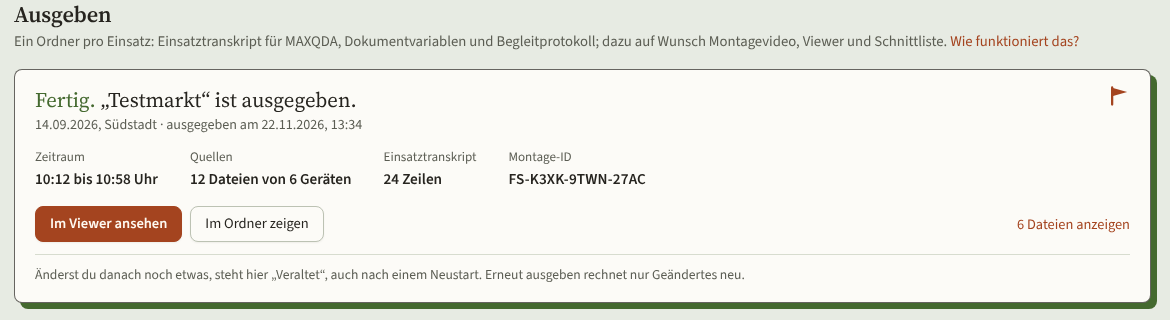 Ausgeben
Ein Ordner pro Einsatz: Einsatztranskript für MAXQDA, Dokumentvariablen und Begleitprotokoll; dazu auf Wunsch Montagevideo, Viewer und Schnittliste. Wie funktioniert das?
Fertig. „Testmarkt“ ist ausgegeben.
14.09.2026, Südstadt · ausgegeben am 22.11.2026, 13:34
Zeitraum Quellen Einsatztranskript Montage-ID
10:12 bis 10:58 Uhr 12 Dateien von 6 Geräten 24 Zeilen FS-K3XK-9TWN-27AC
Im Viewer ansehen Im Ordner zeigen 6 Dateien anzeigen
Änderst du danach noch etwas, steht hier „Veraltet“, auch nach einem Neustart. Erneut ausgeben rechnet nur Geändertes neu.